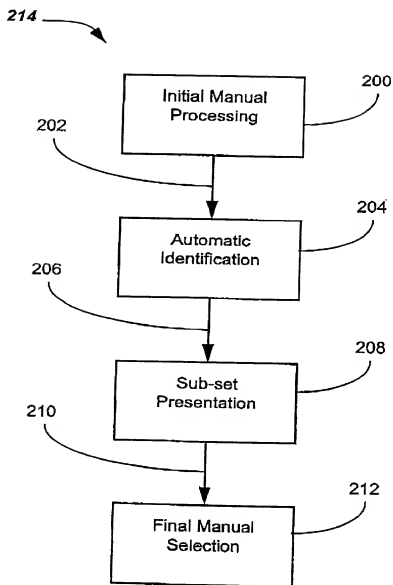 214
Initial Manual
Processing
200
202
Automatic
Identification
204
206
Sub-set
Presentation
208
210
Final Manual
Selection
212